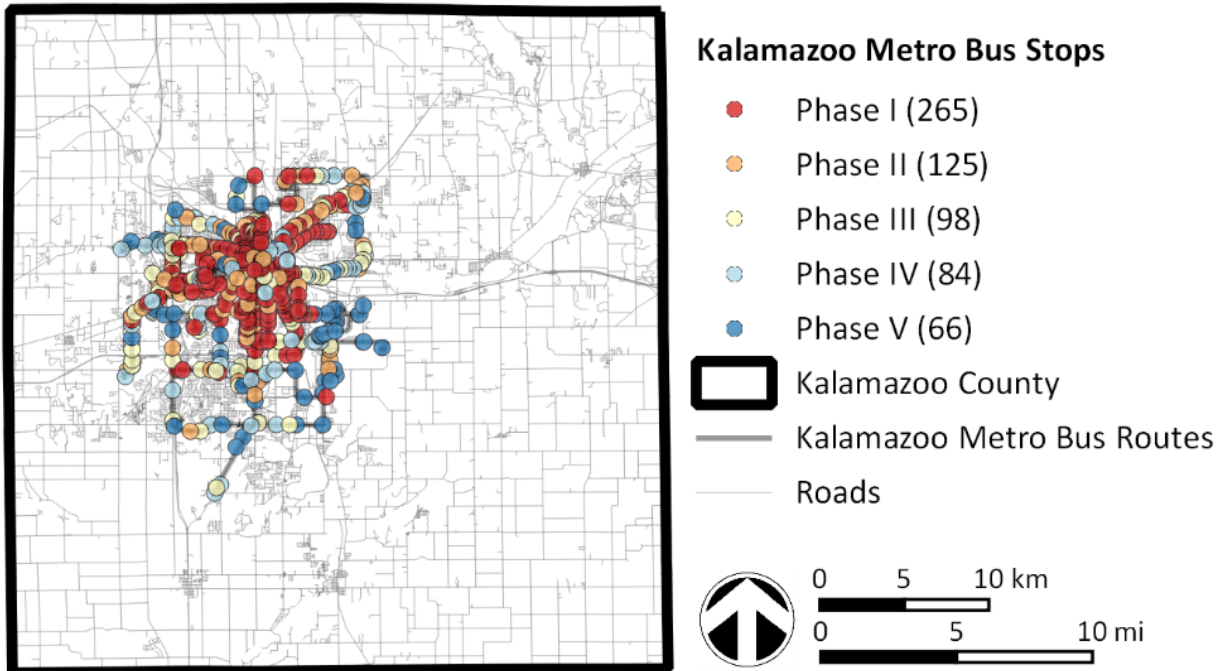 Kalamazoo Metro Bus Stops
Phase I (265)
Phase II (125)
Phase III (98)
Phase IV (84)
Phase V (66)
Kalamazoo County
Kalamazoo Metro Bus Routes
Roads
0 5 10 km
0 5 10 mi